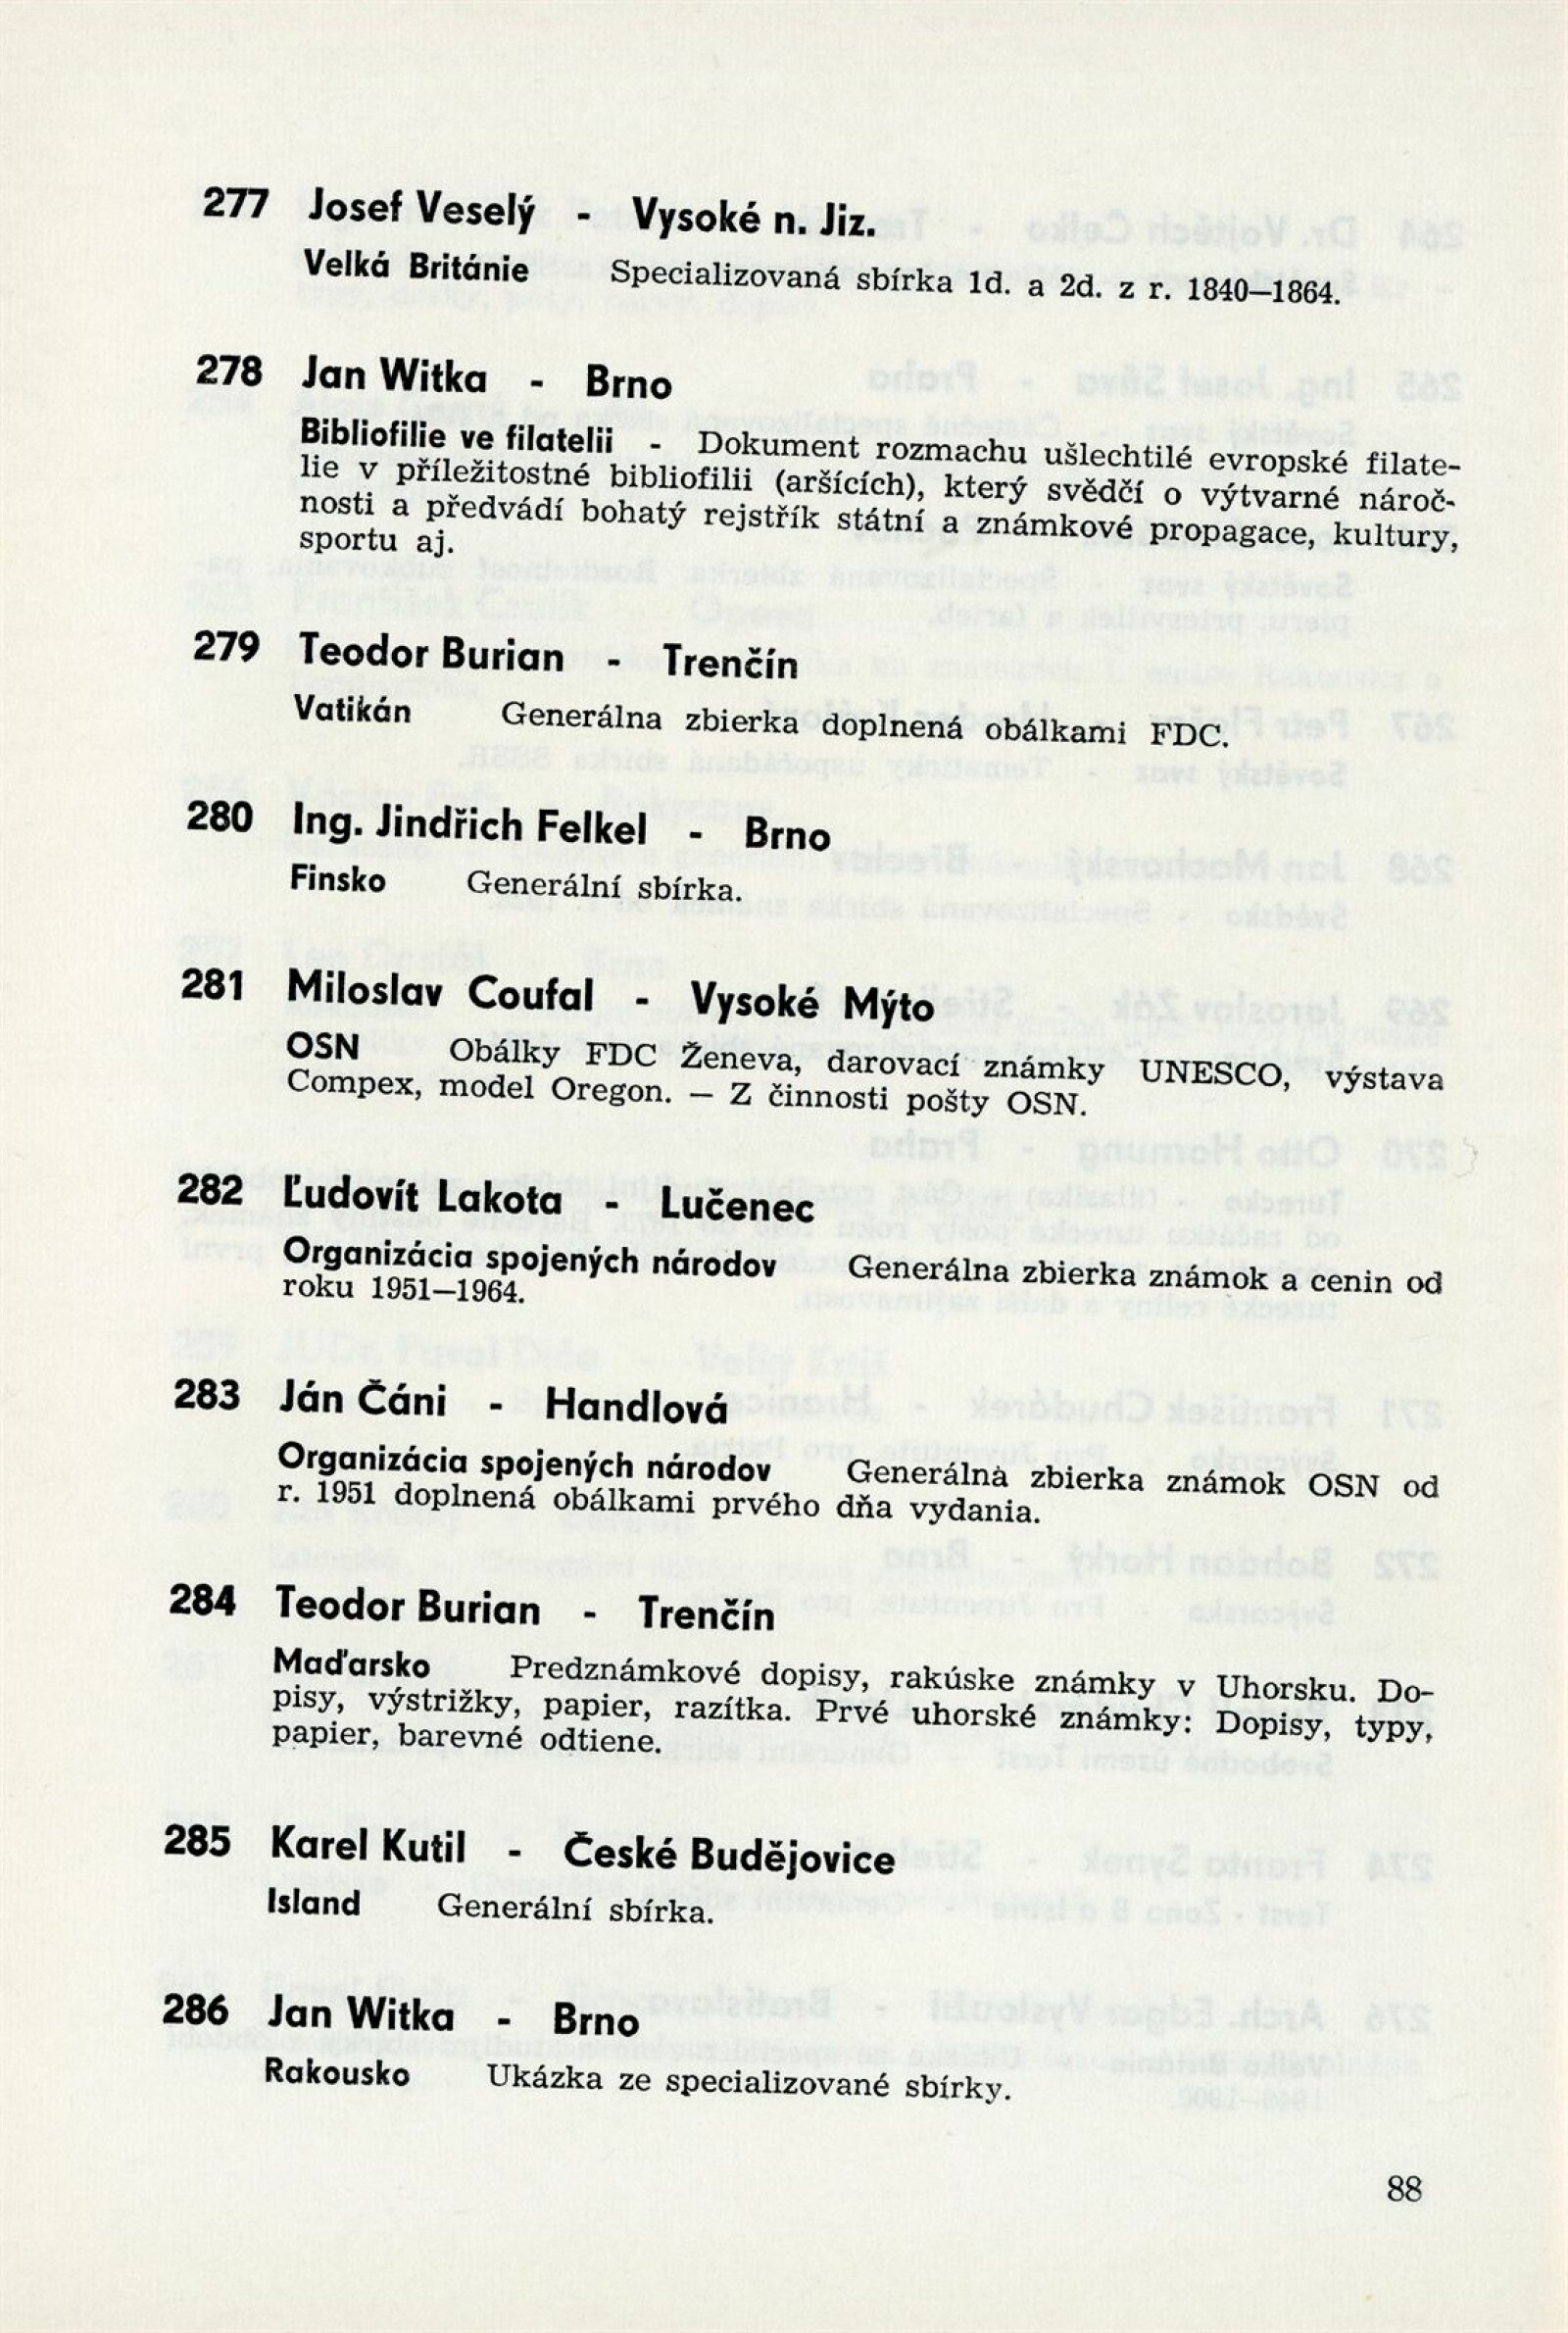 277 Josef Veselý - Vysoké n. Jiz.
Velká Británie Specializovaná sbírka 1d. a 2d. z r. 1840—1864.
278 Jan Witka - Brno
Bibliofilie ve filatelii - Dokument rozmachu ušlechtilé evropské filate-
lie v příležitostné bibliofilii (aršících), který svědčí o výtvarné nároč-
nosti a předvádí bohatý rejstřík státní a známkové propagace, kultury,
sportu aj.
279 Teodor Burian - Trenčín
Vatikán Generálna zbierka doplnená obálkami FDC.
280 Ing. Jindřich Felkel - Brno
Finsko Generální sbírka.
281 Miloslav Coufal - Vysoké Mýto
OSN Obálky FDC Ženeva, darovací známky UNESCO, výstava
Compex, model Oregon. — Z činnosti pošty OSN.
282 Ľudovít Lakota - Lučenec
Organizácia spojených národov Generálna zbierka známok a cenin od
roku 1951—1964.
283 Ján Čáni - Handlová
Organizácia spojených národov Generálna zbierka známok OSN od
r. 1951 doplnená obálkami prvého dňa vydania.
284 Teodor Burian - Trenčín
Maďarsko Predznámkové dopisy, rakúske známky v Uhorsku. Do-
pisy, výstrižky, papier, razítka. Prvé uhorské známky: Dopisy, typy,
papier, barevné odtiene.
285 Karel Kutil - České Budějovice
Island Generální sbírka.
286 Jan Witka - Brno
Rakousko Ukázka ze specializované sbírky.
88